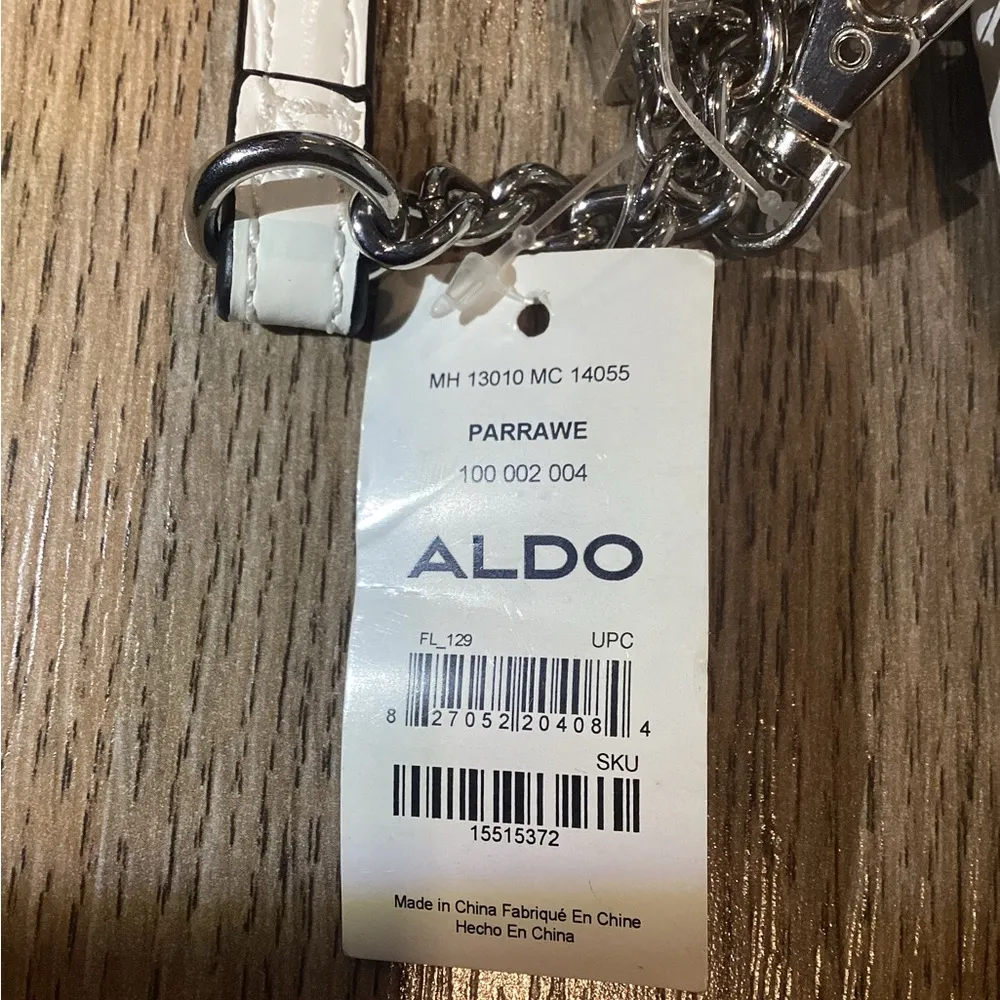 MH 13010 MC 14055
PARRAWE
100 002 004
ALDO
FL_129 UPC
8 27052 20408 4
SKU
15515372
Made in China Fabriqué En Chine
Hecho En China